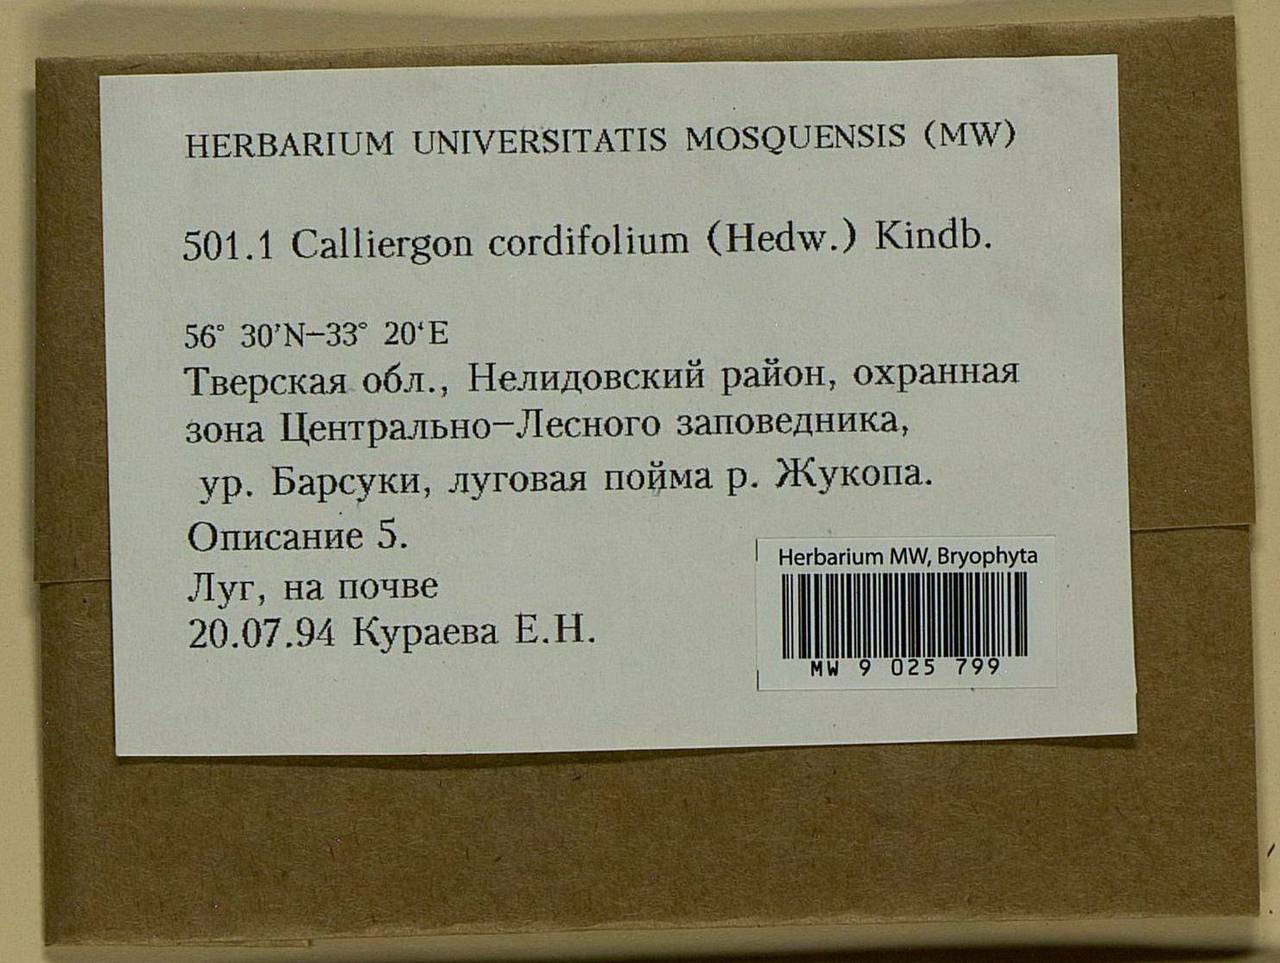 HERBARIUM UNIVERSITATIS MOSQUENSIS (MW)
501.1 Calliergon cordifolium (Hedw.) Kindb.
56° 30’N–33° 20‘E
Тверская обл., Нелидовский район, охранная
зона Центрально–Лесного заповедника,
ур. Барсуки, луговая пойма р. Жукопа.
Описание 5.
Луг, на почве
20.07.94 Кураева Е.Н.
Herbarium MW, Bryophyta
MW 9 025 799